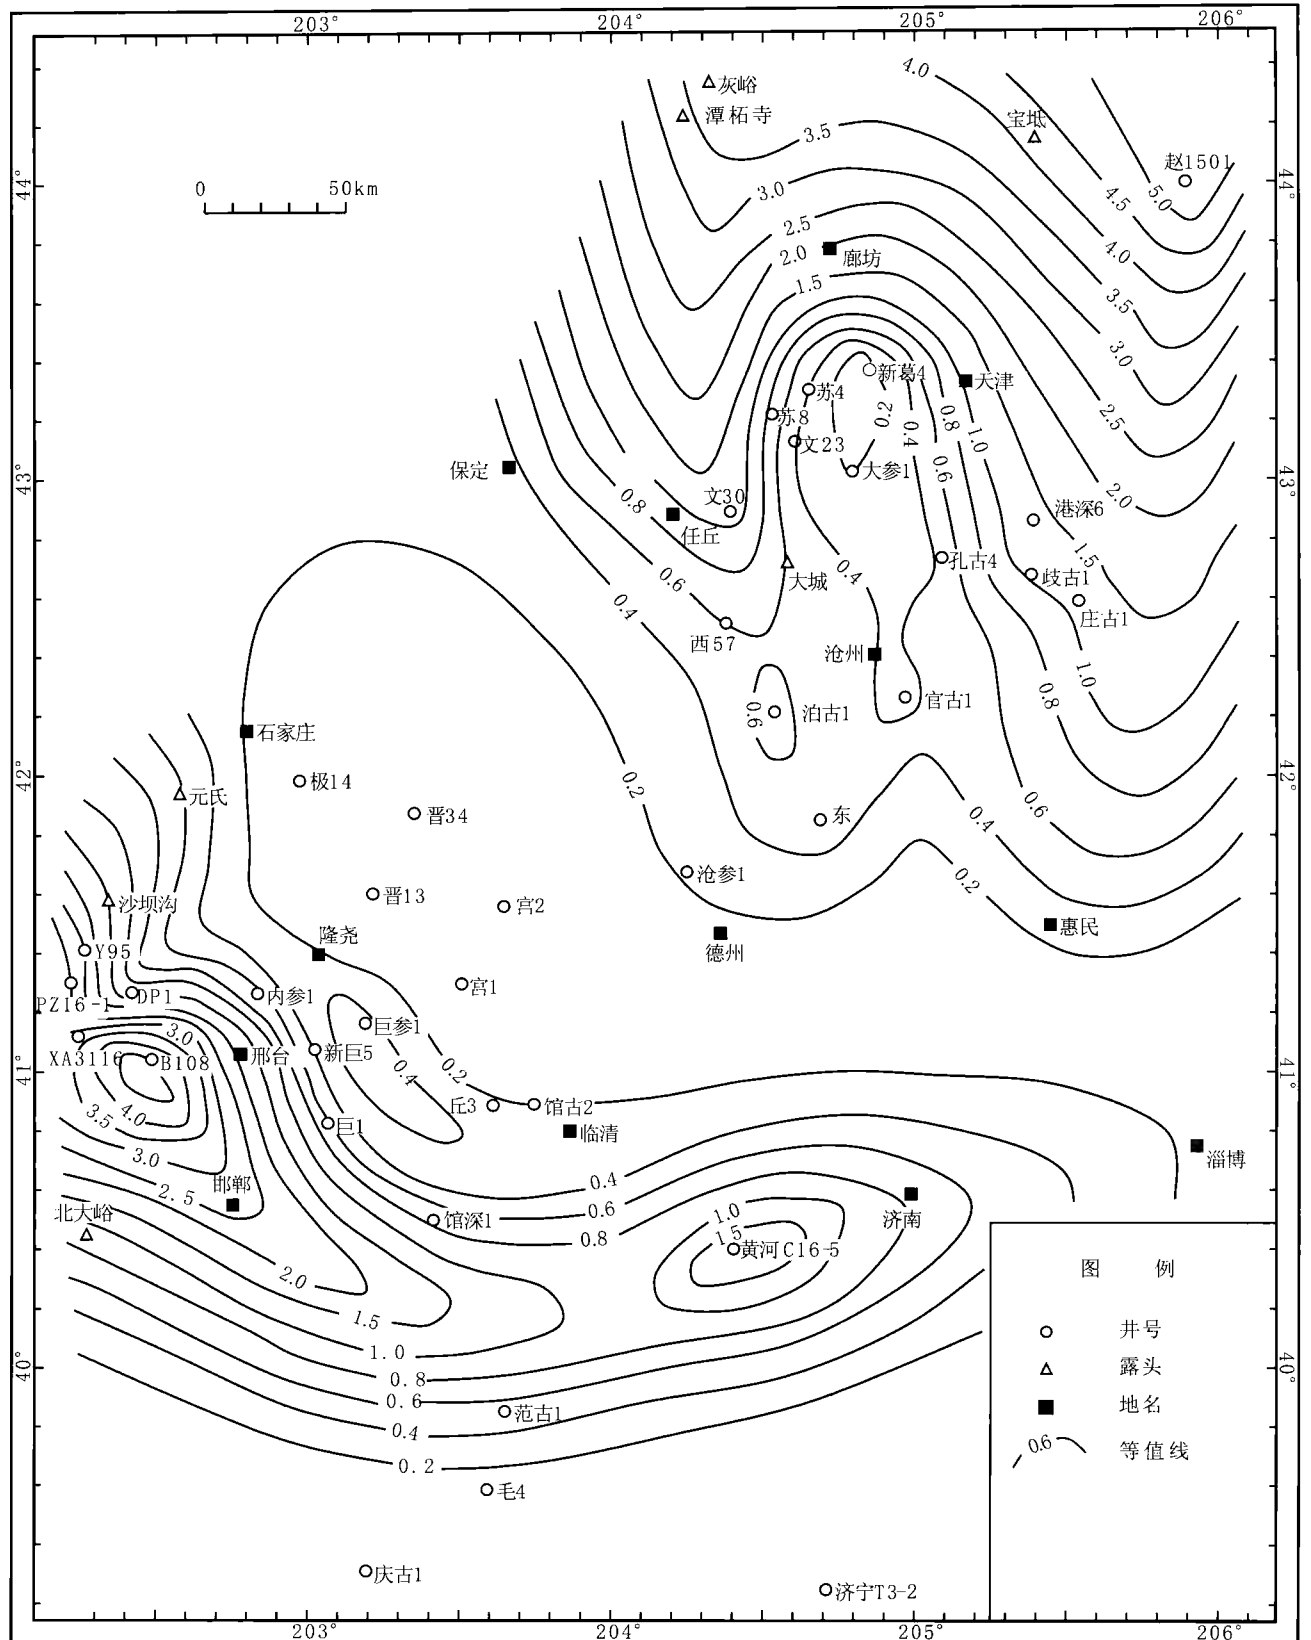 203° 204° 205° 206°
灰峪
4.0
潭柘寺
3.5
宝坻
赵1501
44°
0 50km
3.0
4.5
5.0
44°
2.5
2.0
廊坊
4.0
1.5
3.5
3.0
新葛4
天津
苏4
苏8
0.2
0.4
0.8
1.0
2.5
文23
保定
43°
大参1
0.6
43°
0.8
文30
2.0
任丘
港深6
孔古4
1.5
0.4
0.6
大城
歧古1
0.4
庄古1
西57
沧州
1.0
0.8
0.6
泊古1
官古1
石家庄
42°
极14
0.2
42°
元氏
晋34
东
0.4
0.6
沧参1
0.2
晋13
宫2
沙坝沟
隆尧
惠民
德州
Y95
宫1
PZ16-1
DP1
内参1
巨参1
3.0
XA3116
B108
邢台
新巨5
0.4
0.2
41°
41°
3.5
4.0
丘3
馆古2
巨1
临清
3.0
淄博
2.5
邯郸
0.4
北大峪
馆深1
0.6
1.0
济南
0.8
1.5
黄河C16-5
2.0
图 例
1.5
井号
1.0
40°
露头
40°
0.8
0.6
地名
范古1
0.4
0.6
等值线
0.2
毛4
庆古1
济宁T3-2
203° 204° 205° 206°